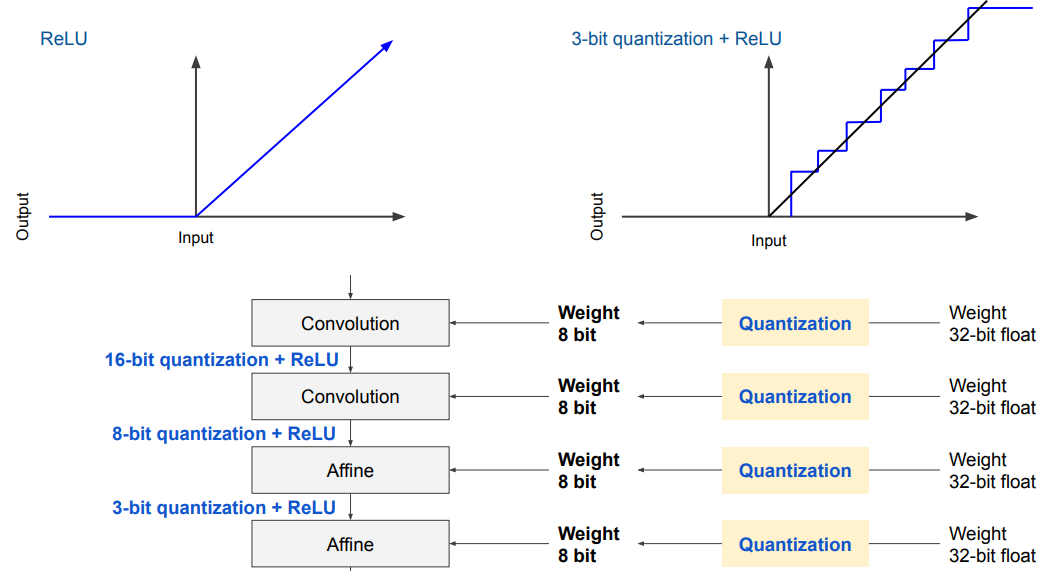 ReLU
3-bit quantization + ReLU
Output
Input
Output
Input
Convolution
Weight
8 bit
Quantization
Weight
32-bit float
16-bit quantization + ReLU
Convolution
Weight
8 bit
Quantization
Weight
32-bit float
8-bit quantization + ReLU
Affine
Weight
8 bit
Quantization
Weight
32-bit float
3-bit quantization + ReLU
Affine
Weight
8 bit
Quantization
Weight
32-bit float